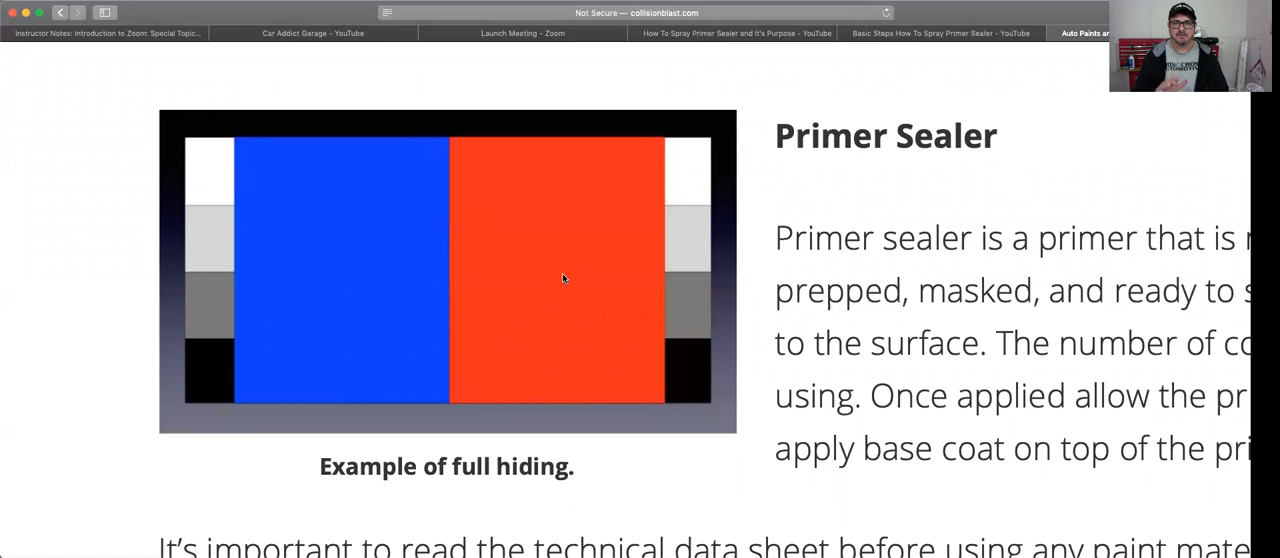 Not Secure — collisionblast.com
Instructor Notes: Introduction to Zoom: Special Topic...
Car Addict Garage - YouTube
Launch Meeting - Zoom
How To Spray Primer Sealer and It's Purpose - YouTube
Basic Steps How To Spray Primer Sealer - YouTube
Auto Paints
Primer Sealer
Primer sealer is a primer that is
prepped, masked, and ready to
to the surface. The number of
using. Once applied allow the
apply base coat on top of the
Example of full hiding.
It's important to read the technical data sheet before using any paint